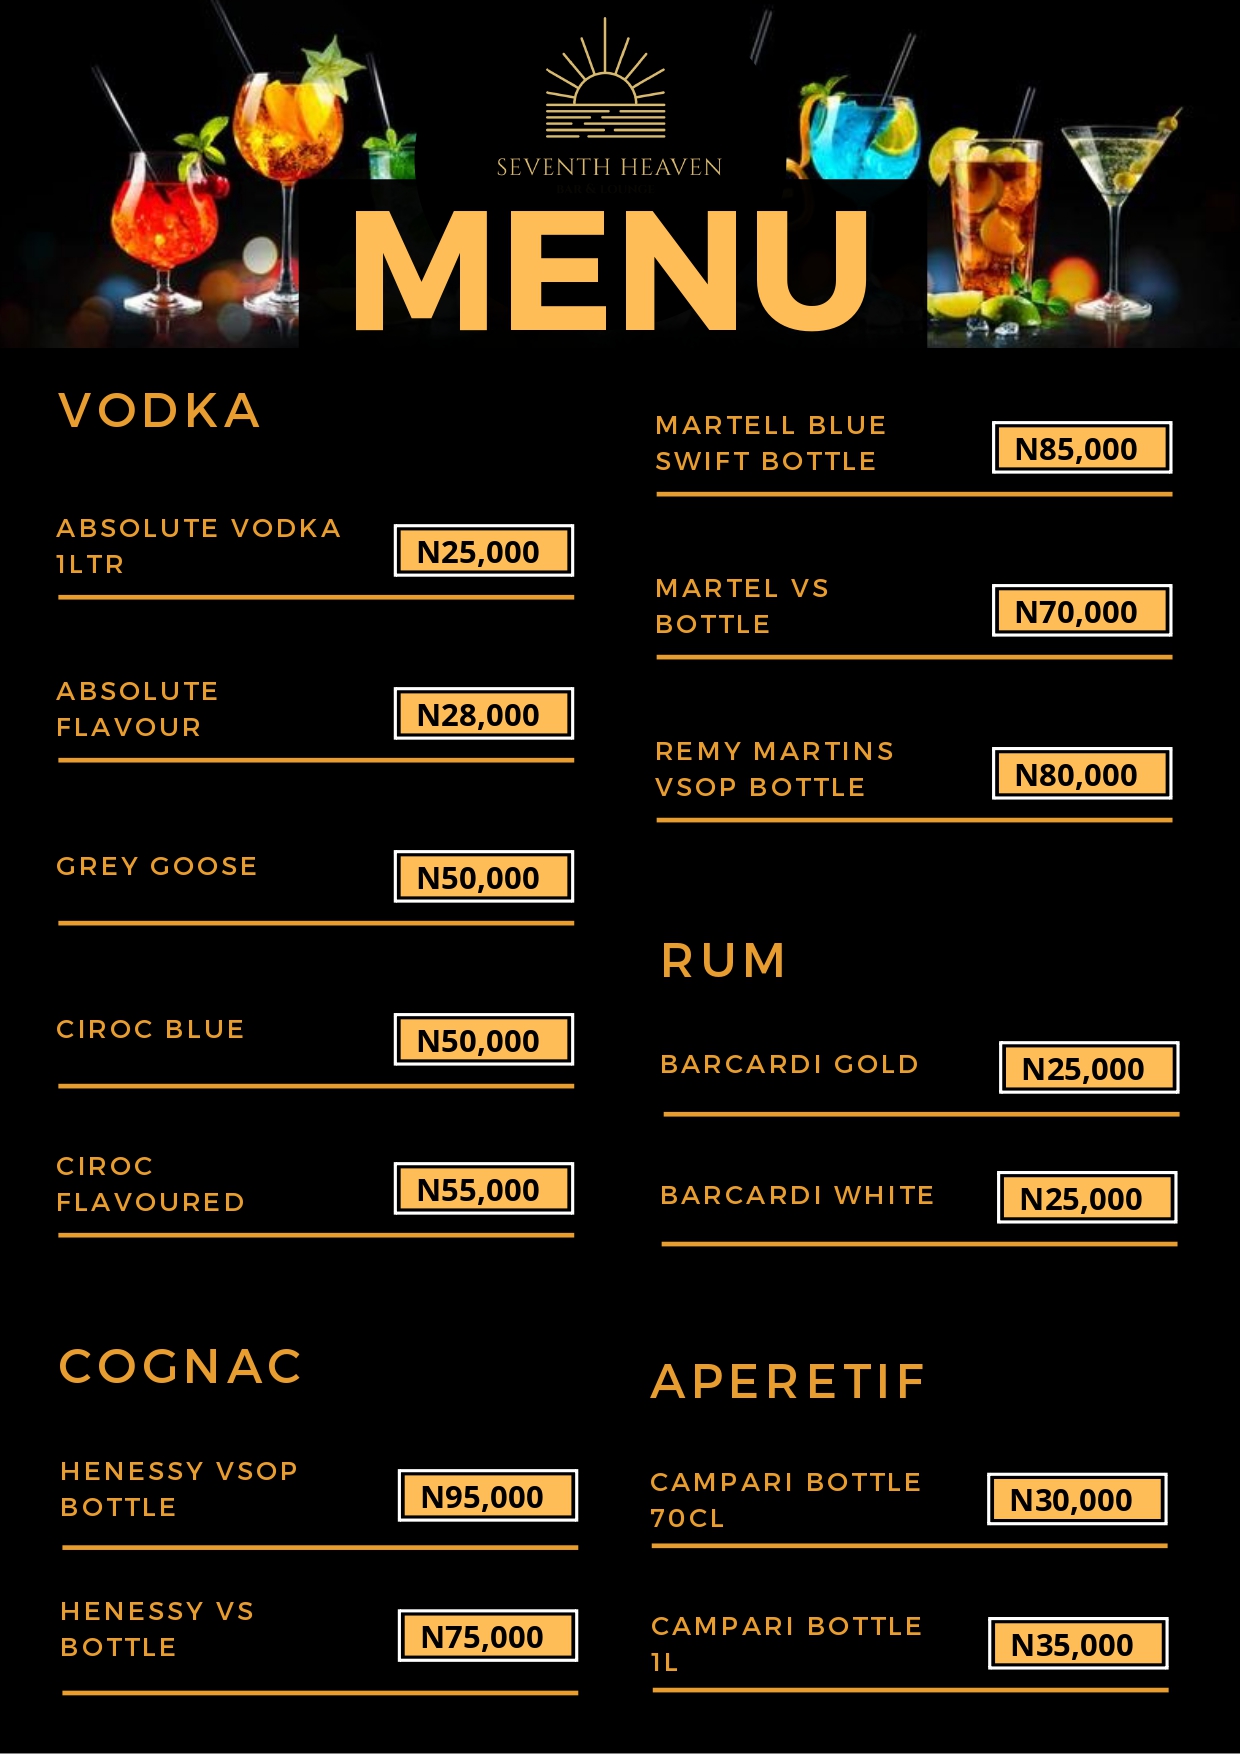 SEVENTH HEAVEN
BAR & LOUNGE
MENU
VODKA
ABSOLUTE VODKA
1LTR
N25,000
ABSOLUTE
FLAVOUR
N28,000
GREY GOOSE
N50,000
CIROC BLUE
N50,000
CIROC
FLAVOURED
N55,000
COGNAC
HENESSY VSOP
BOTTLE
N95,000
HENESSY VS
BOTTLE
N75,000
MARTELL BLUE
SWIFT BOTTLE
N85,000
MARTEL VS
BOTTLE
N70,000
REMY MARTINS
VSOP BOTTLE
N80,000
RUM
BARCARDI GOLD
N25,000
BARCARDI WHITE
N25,000
APERETIF
CAMPARI BOTTLE
70CL
N30,000
CAMPARI BOTTLE
1L
N35,000